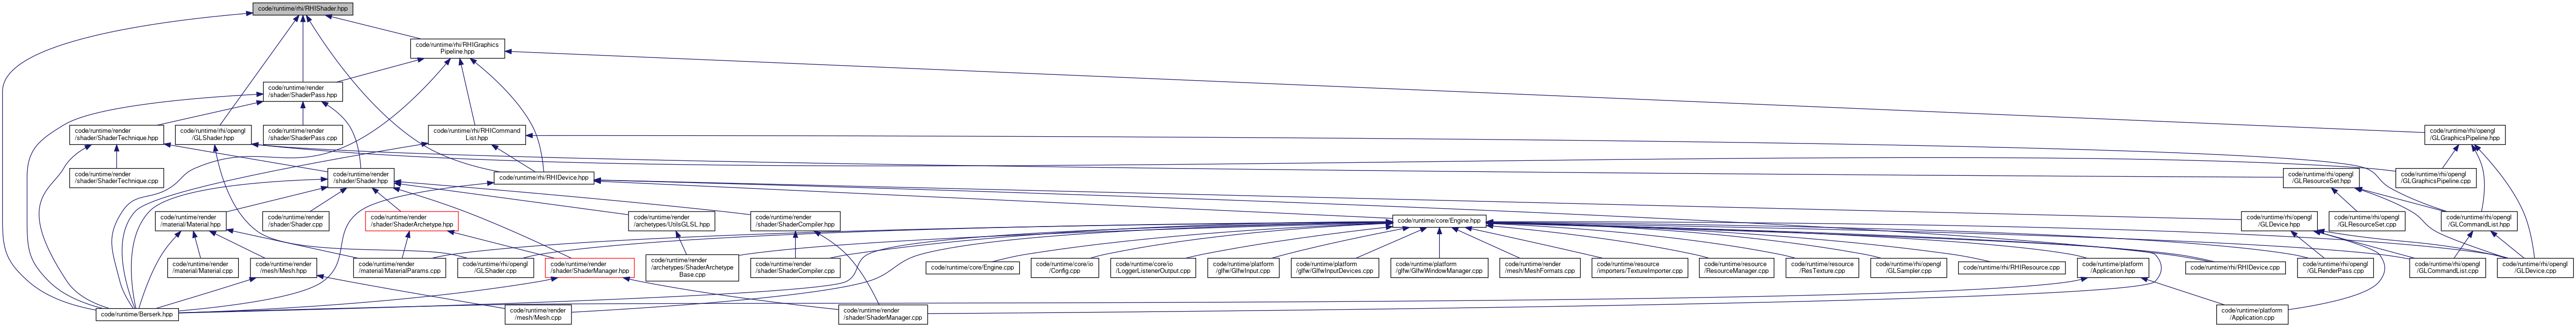 code/runtime/rhi/RHIShader.hpp
code/runtime/rhi/RHIGraphics
Pipeline.hpp
code/runtime/render
/shader/ShaderPass.hpp
code/runtime/render
/shader/ShaderTechnique.hpp
code/runtime/rhi/opengl
/GLShader.hpp
code/runtime/render
/shader/ShaderPass.cpp
code/runtime/rhi/RHICommand
List.hpp
code/runtime/rhi/opengl
/GLGraphicsPipeline.hpp
code/runtime/render
/shader/ShaderTechnique.cpp
code/runtime/render
/shader/Shader.hpp
code/runtime/rhi/RHIDevice.hpp
code/runtime/rhi/opengl
/GLResourceSet.hpp
code/runtime/rhi/opengl
/GLGraphicsPipeline.cpp
code/runtime/render
/material/Material.hpp
code/runtime/render
/shader/Shader.cpp
code/runtime/render
/shader/ShaderArchetype.hpp
code/runtime/render
/archetypes/UtilsGLSL.hpp
code/runtime/render
/shader/ShaderCompiler.hpp
code/runtime/core/Engine.hpp
code/runtime/rhi/opengl
/GLDevice.hpp
code/runtime/rhi/opengl
/GLResourceSet.cpp
code/runtime/rhi/opengl
/GLCommandList.hpp
code/runtime/render
/material/Material.cpp
code/runtime/render
/mesh/Mesh.hpp
code/runtime/render
/material/MaterialParams.cpp
code/runtime/rhi/opengl
/GLShader.cpp
code/runtime/render
/shader/ShaderManager.hpp
code/runtime/render
/archetypes/ShaderArchetype
Base.cpp
code/runtime/render
/shader/ShaderCompiler.cpp
code/runtime/core/Engine.cpp
code/runtime/core/io
/Config.cpp
code/runtime/core/io
/LoggerListenerOutput.cpp
code/runtime/platform
/glfw/GlfwInput.cpp
code/runtime/platform
/glfw/GlfwInputDevices.cpp
code/runtime/platform
/glfw/GlfwWindowManager.cpp
code/runtime/render
/mesh/MeshFormats.cpp
code/runtime/resource
/importers/TextureImporter.cpp
code/runtime/resource
/ResourceManager.cpp
code/runtime/resource
/ResTexture.cpp
code/runtime/rhi/opengl
/GLSampler.cpp
code/runtime/rhi/RHIResource.cpp
code/runtime/platform
/Application.hpp
code/runtime/rhi/RHIDevice.cpp
code/runtime/rhi/opengl
/GLRenderPass.cpp
code/runtime/rhi/opengl
/GLCommandList.cpp
code/runtime/rhi/opengl
/GLDevice.cpp
code/runtime/Berserk.hpp
code/runtime/render
/mesh/Mesh.cpp
code/runtime/render
/shader/ShaderManager.cpp
code/runtime/platform
/Application.cpp